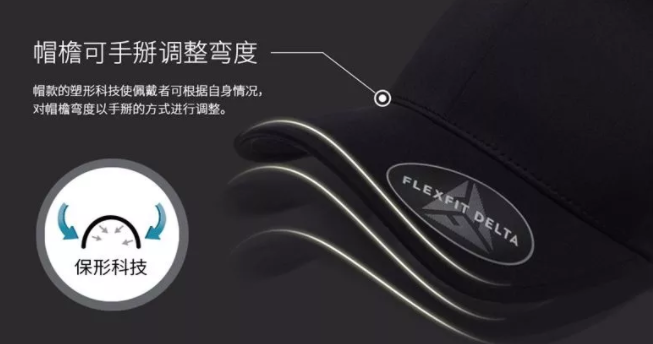 帽檐可手掰调整弯度
帽款的塑形科技使佩戴者可根据自身情况，
对帽檐弯度以手掰的方式进行调整。
FLEXFIT DELTA
保形科技